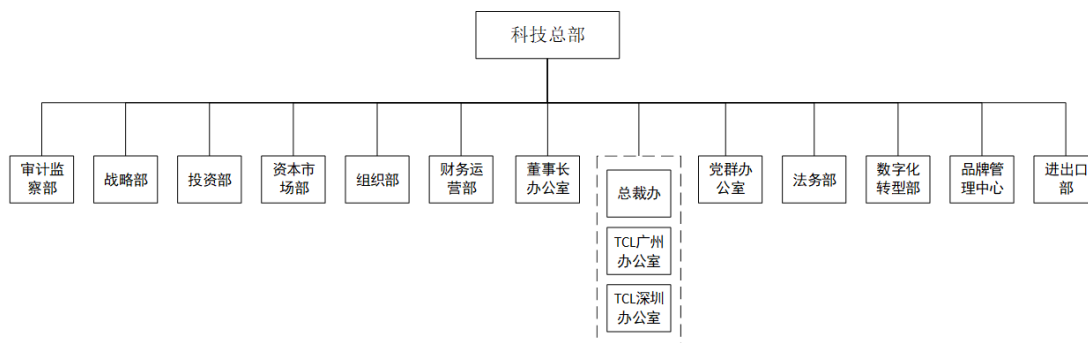 科技总部
审计监
察部
战略部
投资部
资本市
场部
组织部
财务运
营部
董事长
办公室
总裁办
TCL广州
办公室
TCL深圳
办公室
党群办
公室
法务部
数字化
转型部
品牌管
理中心
进出口
部